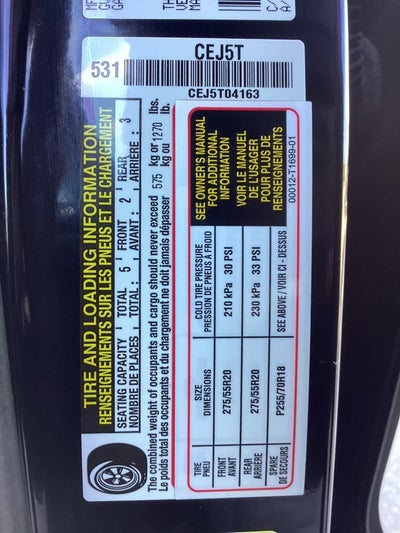 CEJ5T
531
CEJ5T04163
TIRE AND LOADING INFORMATION
RENSEIGNEMENTS SUR LES PNEUS ET LE CHARGEMENT
SEATING CAPACITY TOTAL: 5 FRONT 2 REAR 3
NOMBRE DE PLACES TOTAL: 5 AVANT: 2 ARRIÈRE: 3
The combined weight of occupants and cargo should never exceed 575 kg or 1270 lbs.
Le poids total des occupants et du chargement ne doit jamais dépasser kg ou lb.
TIRE SIZE COLD TIRE PRESSURE
PNEU DIMENSIONS PRESSION DE PNEUS À FROID
FRONT
AVANT 275/55R20 210 kPa 30 PSI
REAR
ARRIÈRE 275/55R20 230 kPa 33 PSI
SPARE
DE SECOURS P255/70R18 SEE ABOVE / VOIR CI - DESSUS
SEE OWNER'S MANUAL
FOR ADDITIONAL
INFORMATION
VOIR LE MANUEL
DE L'USAGER
POUR PLUS DE
RENSEIGNEMENTS
00012-T1699-01